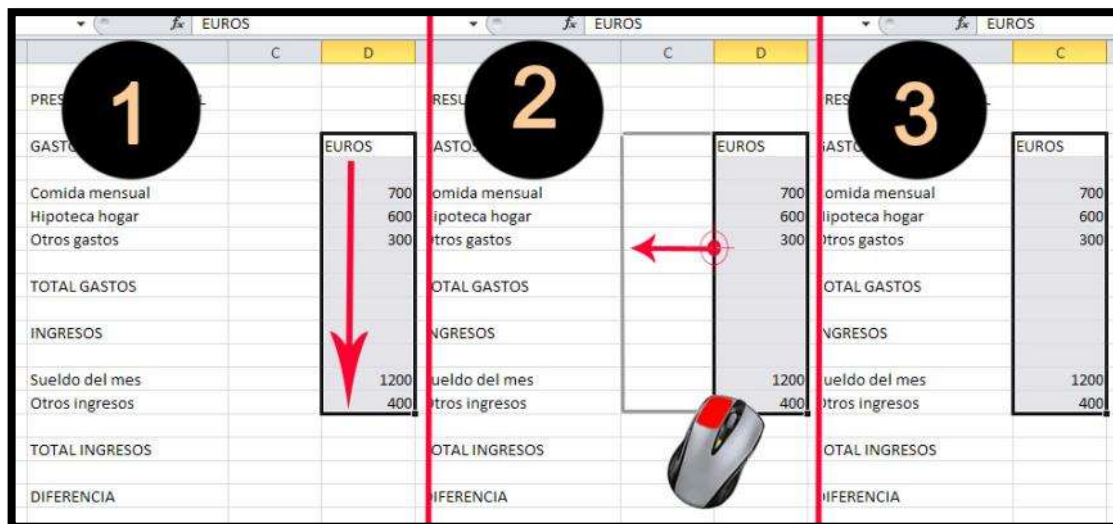 fx EUROS
C D
1
GASTO
EUROS
Comida mensual 700
Hipoteca hogar 600
Otros gastos 300
TOTAL GASTOS
INGRESOS
Sueldo del mes 1200
Otros ingresos 400
TOTAL INGRESOS
DIFERENCIA
fx EUROS
C D
2
RESU
ASTOS
EUROS
omida mensual 700
ipoteca hogar 600
tros gastos 300
OTAL GASTOS
NGRESOS
ueldo del mes 1200
tros ingresos 400
OTAL INGRESOS
IFERENCIA
fx EUROS
C
3
RES L
EUROS
omida mensual 700
ipoteca hogar 600
tros gastos 300
OTAL GASTOS
NGRESOS
ueldo del mes 1200
tros ingresos 400
OTAL INGRESOS
IFERENCIA